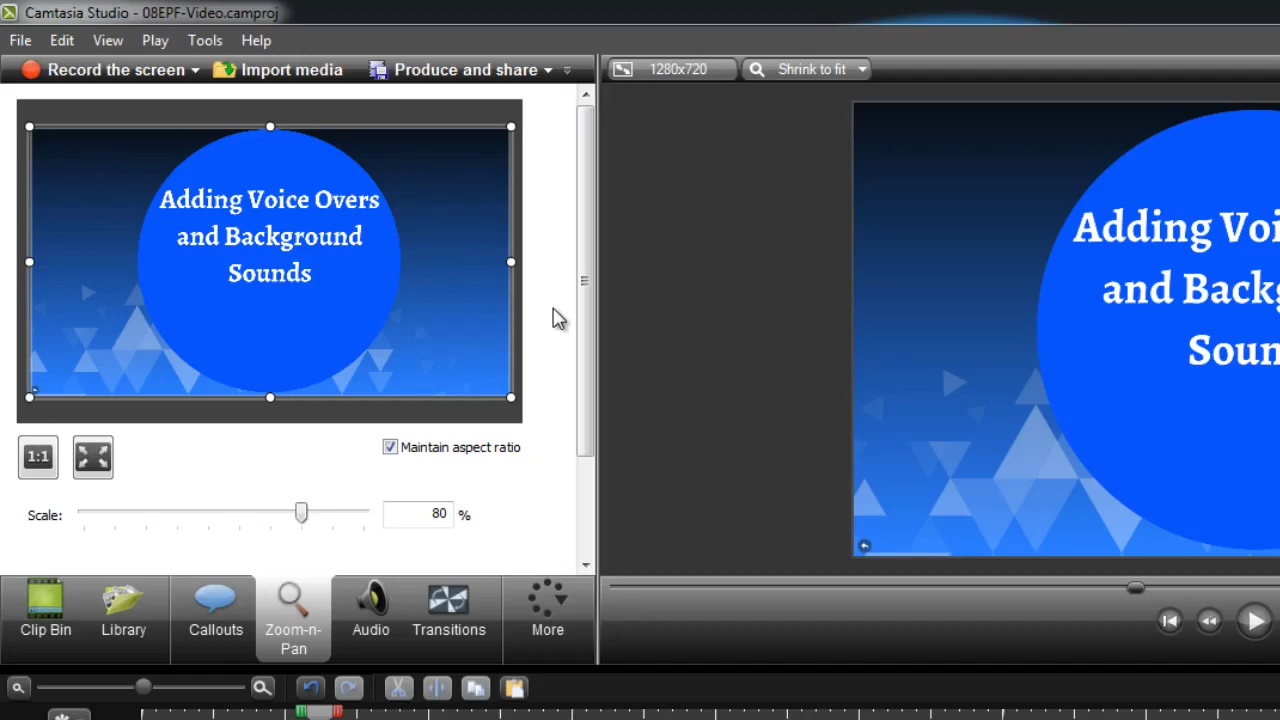 Camtasia Studio - 08EPF-Video.camproj
File Edit View Play Tools Help
Record the screen Import media Produce and share
1280x720 Shrink to fit
Adding Voice Overs
and Background
Sounds
Adding Voi
and Back
Soun
1:1
Maintain aspect ratio
Scale: 80 %
Clip Bin Library Callouts Zoom-n-
Pan Audio Transitions More